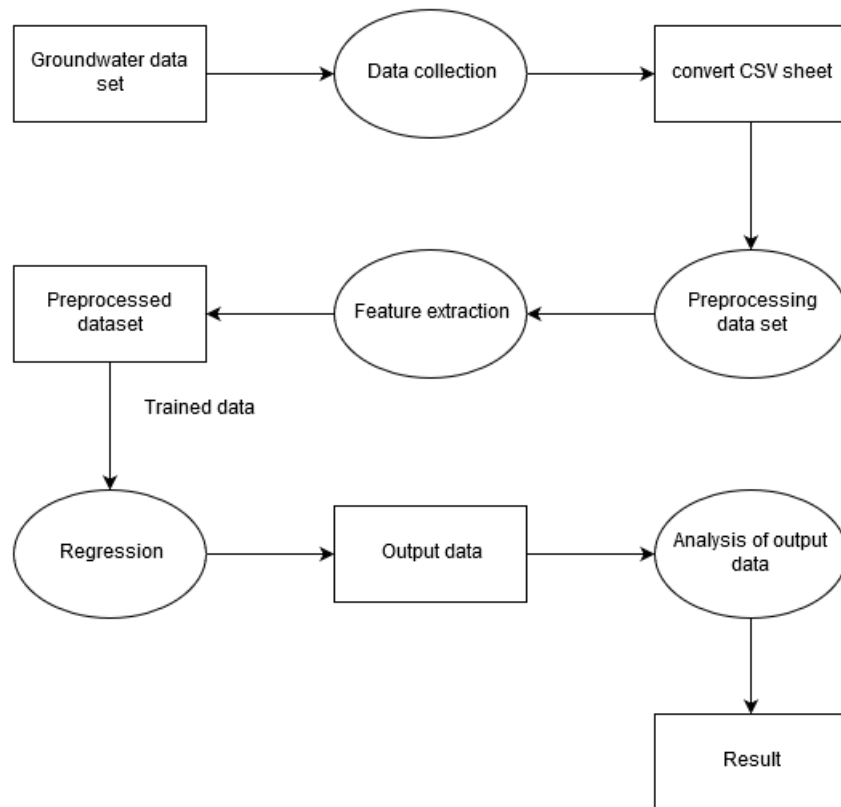 Groundwater data
set
Data collection
convert CSV sheet
Preprocessed
dataset
Feature extraction
Preprocessing
data set
Trained data
Regression
Output data
Analysis of output
data
Result